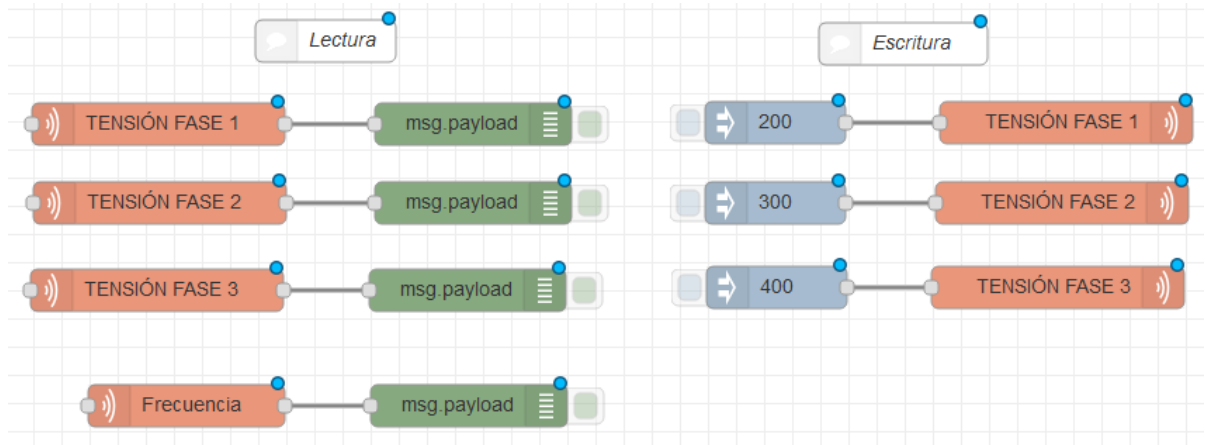 Lectura
Escritura
TENSIÓN FASE 1 msg.payload 200 TENSIÓN FASE 1
TENSIÓN FASE 2 msg.payload 300 TENSIÓN FASE 2
TENSIÓN FASE 3 msg.payload 400 TENSIÓN FASE 3
Frecuencia msg.payload